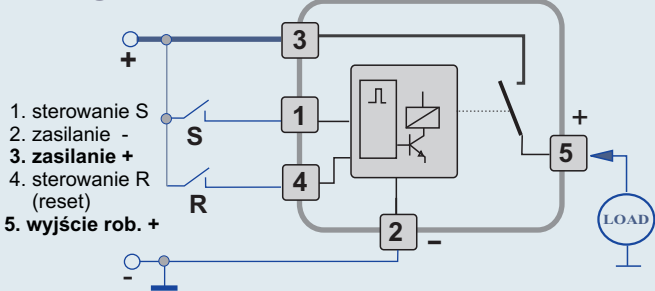 1. sterowanie S
2. zasilanie -
3. zasilanie +
4. sterowanie R
(reset)
5. wyjście rob. +
+
-
S
R
3
1
4
2
-
+
5
LOAD